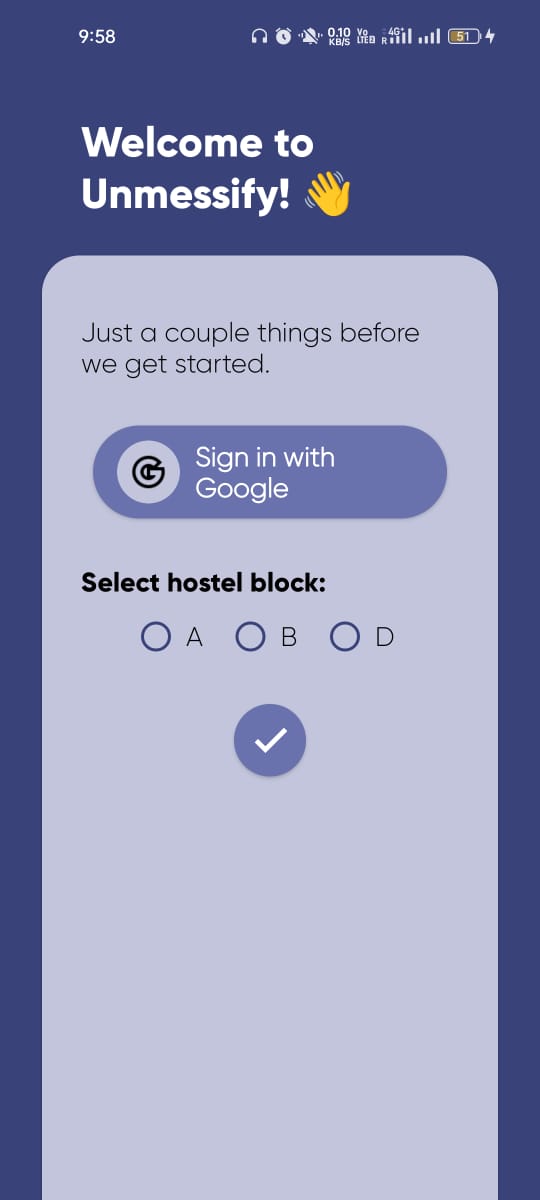 9:58
0.10
KB/S
Vo
LTE2
4G+
R
51
Welcome to
Unmessify! 👋
Just a couple things before
we get started.
Sign in with
Google
Select hostel block:
A B D